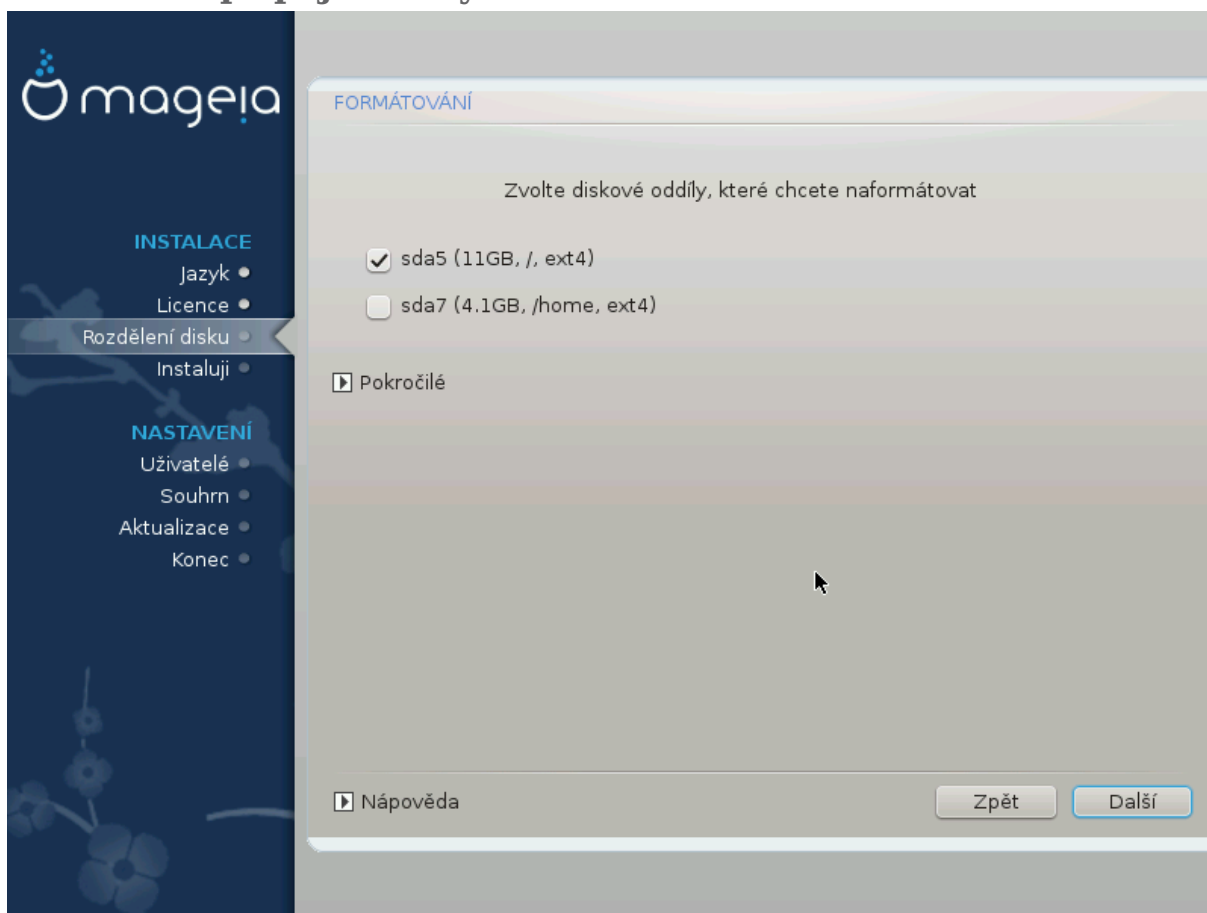 mageia
INSTALACE
Jazyk
Licence
Rozdělení disku
Instaluji
NASTAVENÍ
Uživatelé
Souhrn
Aktualizace
Konec
FORMÁTOVÁNÍ
Zvolte diskové oddíly, které chcete naformátovat
sda5 (11GB, /, ext4)
sda7 (4.1GB, /home, ext4)
Pokročilé
Nápověda
Zpět
Další